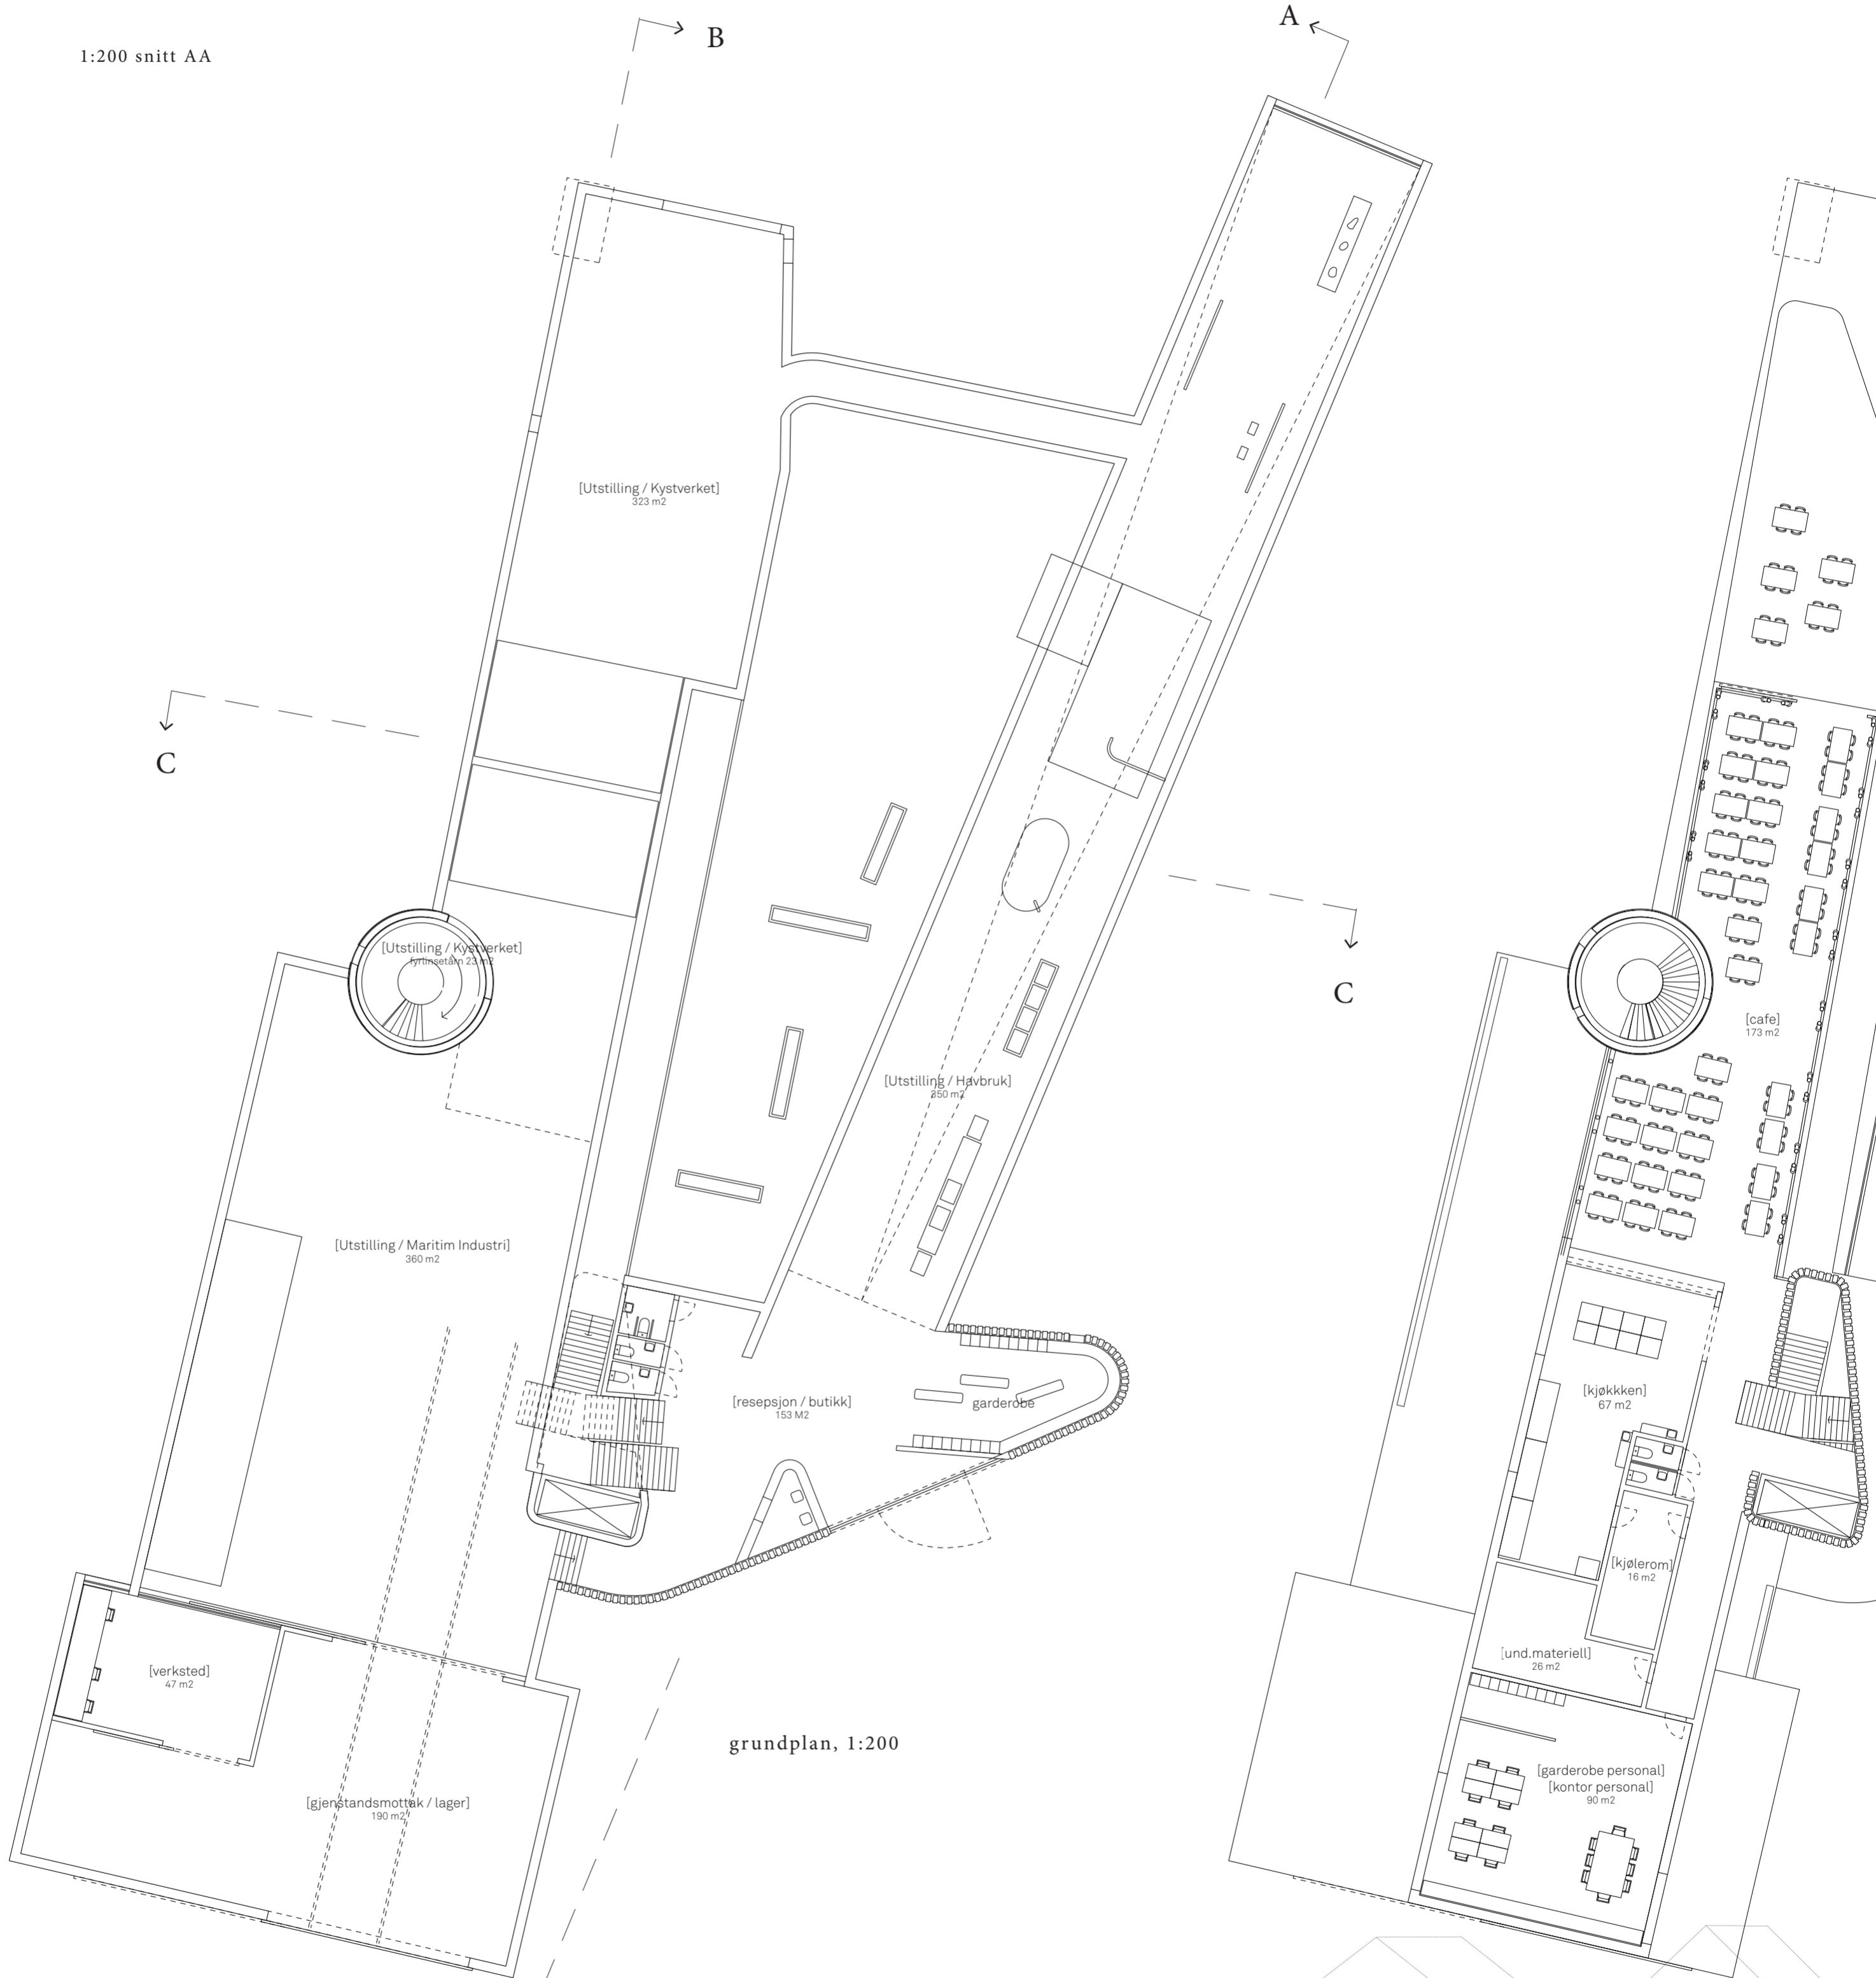 1:200 snitt AA
B
A
[Utstilling / Kystverket]
323 m2
C
[Utstilling / Kystverket]
fyrlinsetårn 23 m2
C
[Utstilling / Havbruk]
350 m2
[Utstilling / Maritim Industri]
360 m2
[resepsjon / butikk]
153 M2
garderobe
[verksted]
47 m2
grundplan, 1:200
[gjenstandsmottak / lager]
190 m2
[cafe]
173 m2
[kjøkkken]
67 m2
[kjølerom]
16 m2
[und.materiell]
26 m2
[garderobe personal]
[kontor personal]
90 m2